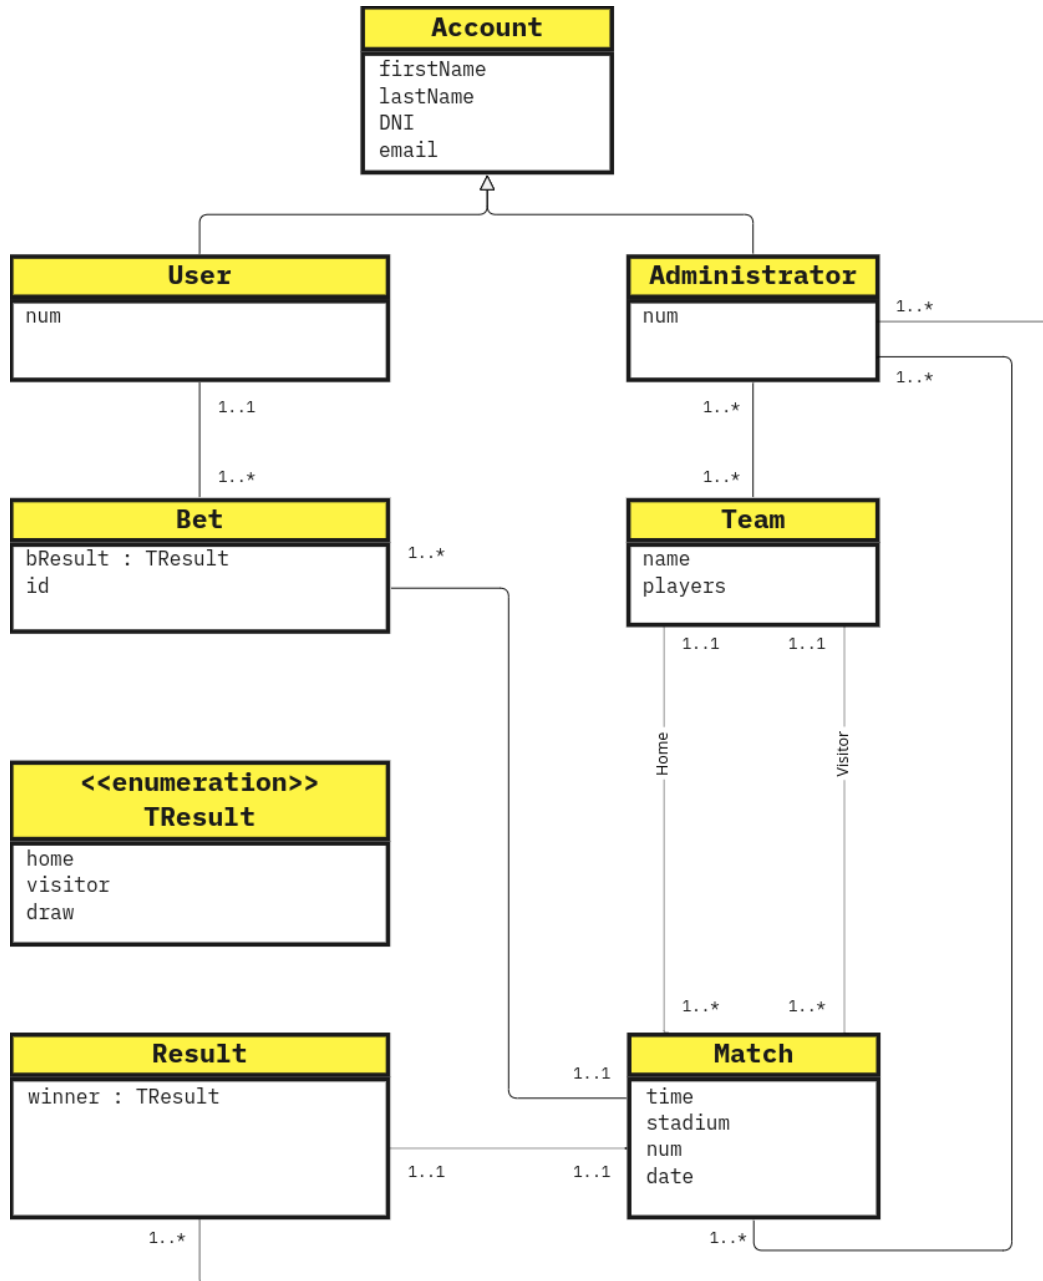 Account
firstName
lastName
DNI
email
User
num
Administrator
num
1..*
1..*
1..1
1..*
1..*
1..*
Bet
bResult : TResult
id
1..*
Team
name
players
1..1
1..1
Home
Visitor
<<enumeration>>
TResult
home
visitor
draw
1..*
1..*
Result
winner : TResult
Match
time
stadium
num
date
1..1
1..1
1..1
1..*
1..*